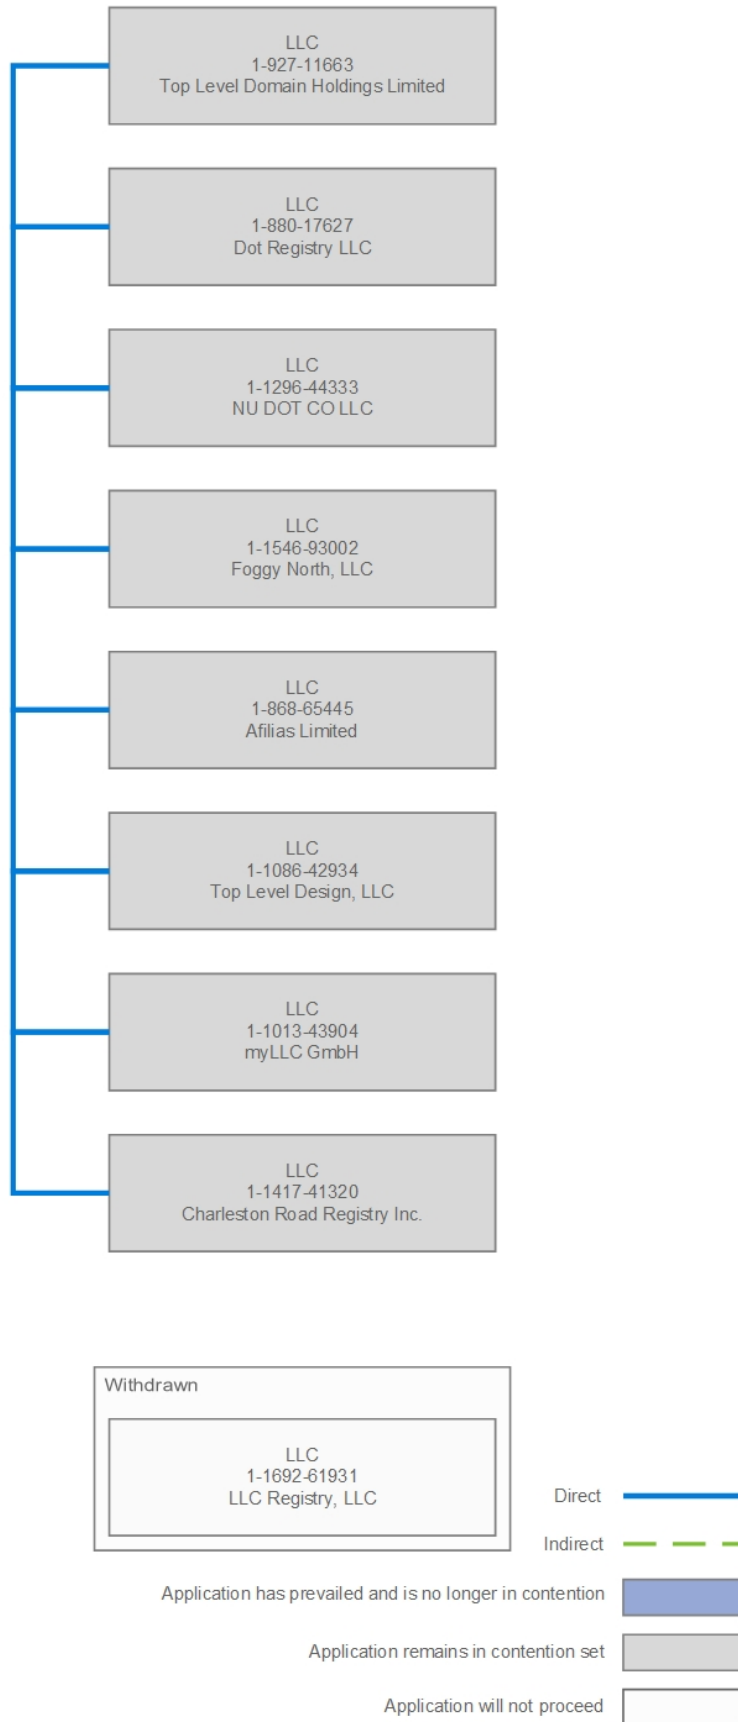 LLC
1-927-11663
Top Level Domain Holdings Limited
LLC
1-880-17627
Dot Registry LLC
LLC
1-1296-44333
NU DOT CO LLC
LLC
1-1546-93002
Foggy North, LLC
LLC
1-868-65445
Afilias Limited
LLC
1-1086-42934
Top Level Design, LLC
LLC
1-1013-43904
myLLC GmbH
LLC
1-1417-41320
Charleston Road Registry Inc.
Withdrawn
LLC
1-1692-61931
LLC Registry, LLC
Direct
Indirect
Application has prevailed and is no longer in contention
Application remains in contention set
Application will not proceed